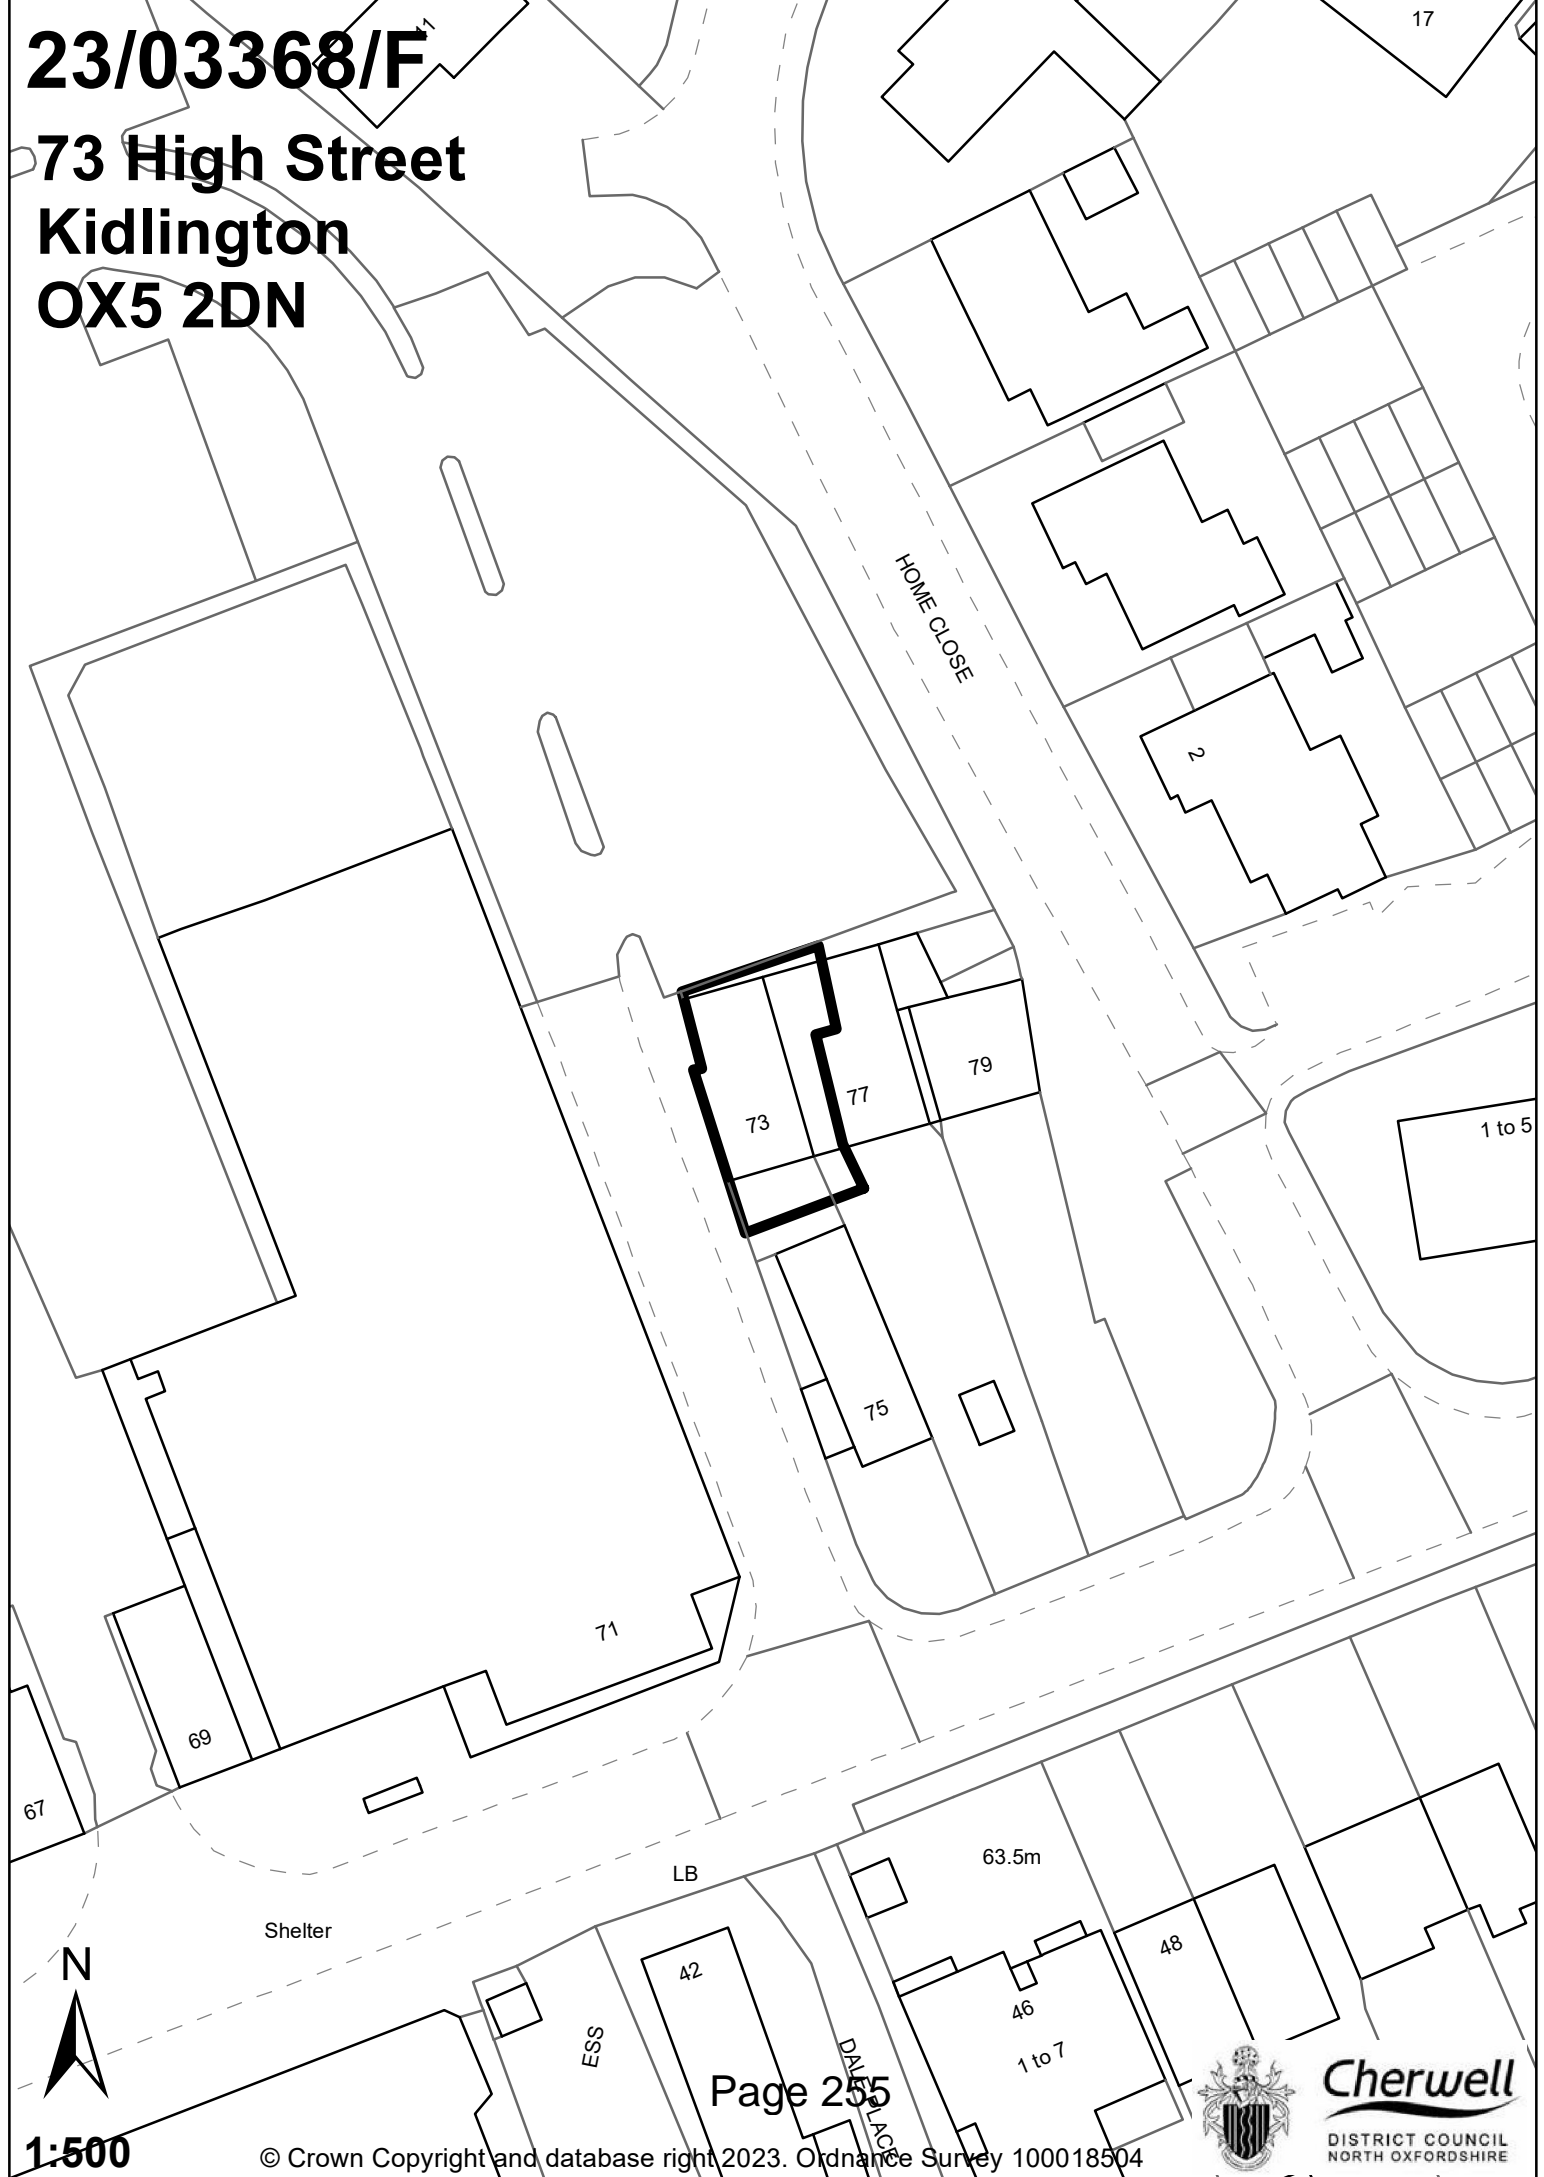 23/03368/F
73 High Street
Kidlington
OX5 2DN
17
HOME CLOSE
2
79
77
73
1 to 5
75
71
69
67
63.5m
LB
Shelter
48
42
46
1 to 7
N
ESS
DALE PLACE
Page 255
Cherwell
DISTRICT COUNCIL
NORTH OXFORDSHIRE
1:500
© Crown Copyright and database right 2023. Ordnance Survey 100018504